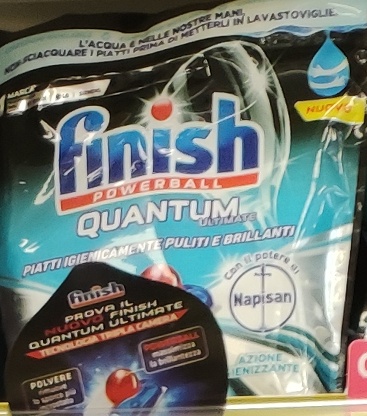 L'ACQUA È NELLE NOSTRE MANI.
NON SCIACQUARE I PIATTI PRIMA DI METTERLI IN LAVASTOVIGLIE.
NUOVO
finish
POWERBALL
QUANTUM
ULTIMATE
PIATTI IGIENICAMENTE PULITI E BRILLANTI
Con il potere di
Napisan
AZIONE
IGIENIZZANTE
finish
PROVA IL
NUOVO FINISH
QUANTUM ULTIMATE
TECNOLOGIA TRIPLA CAMERA
POLVERE
POWERBALL